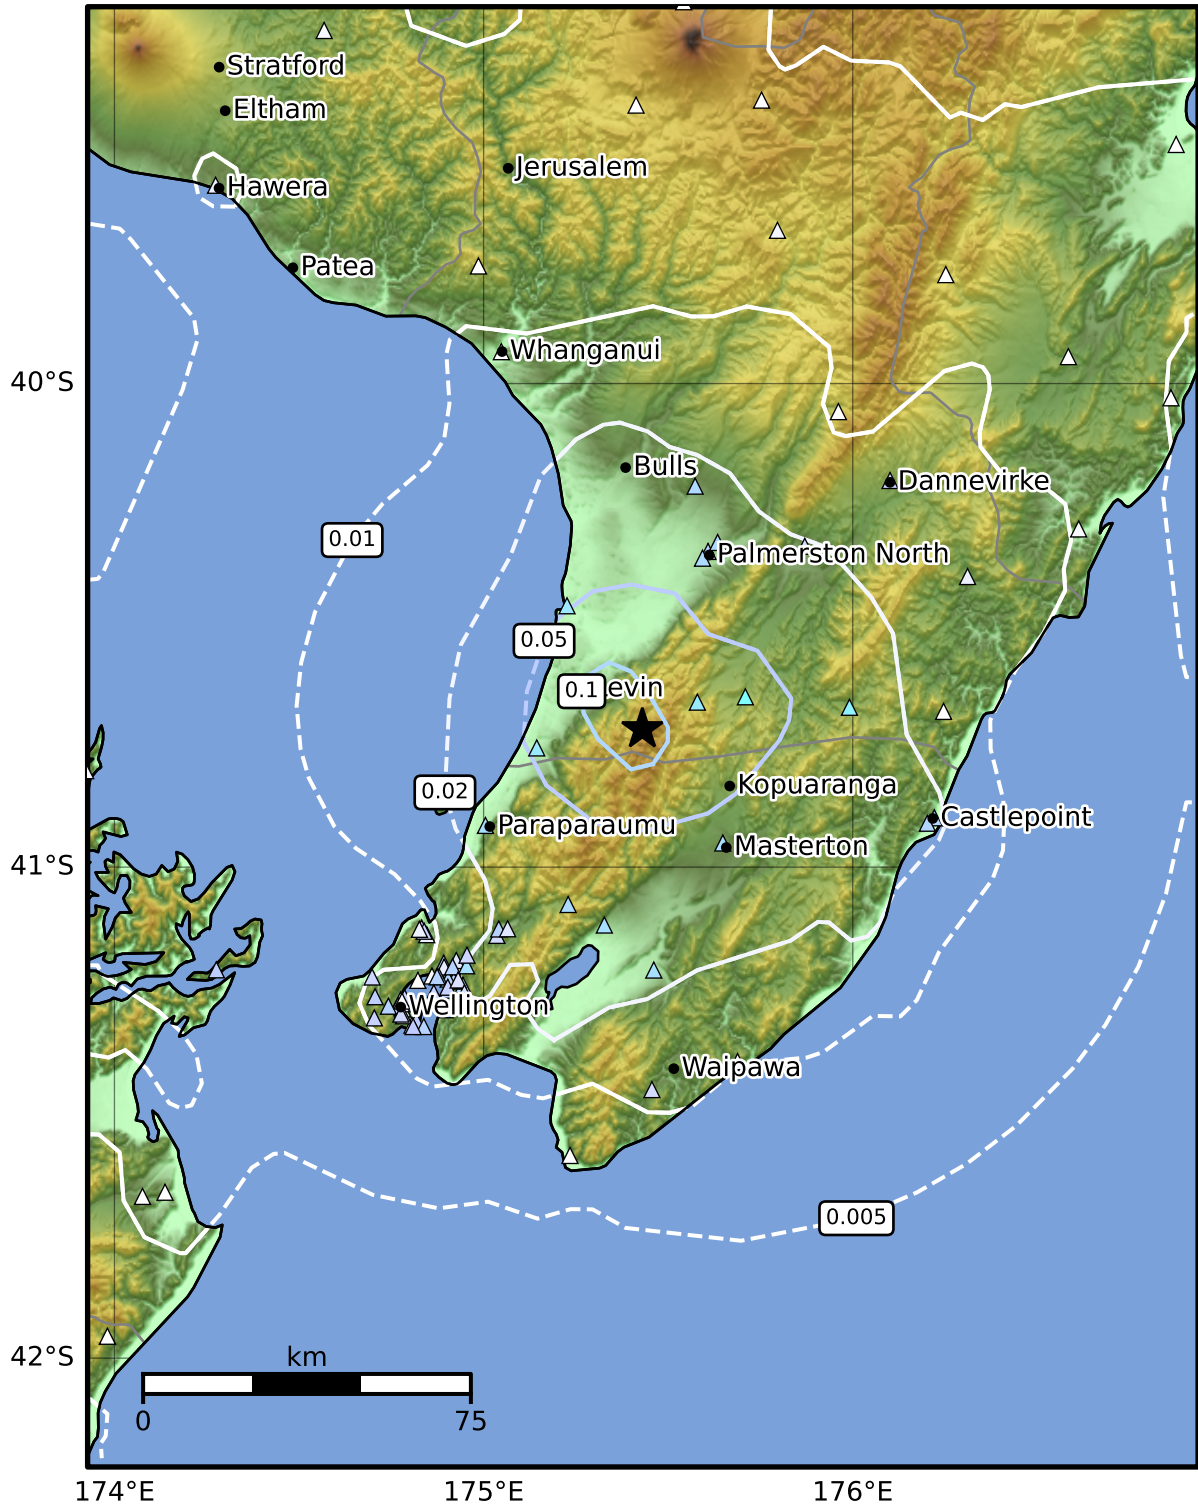 Stratford
Eltham
Jerusalem
Hawera
Patea
Whanganui
40°S
Bulls
Dannevirke
0.01
Palmerston North
0.05
0.1
evin
Kopuaranga
0.02
Castlepoint
Paraparaumu
Masterton
41°S
Wellington
Waipawa
0.005
42°S
km
0
75
174°E
175°E
176°E